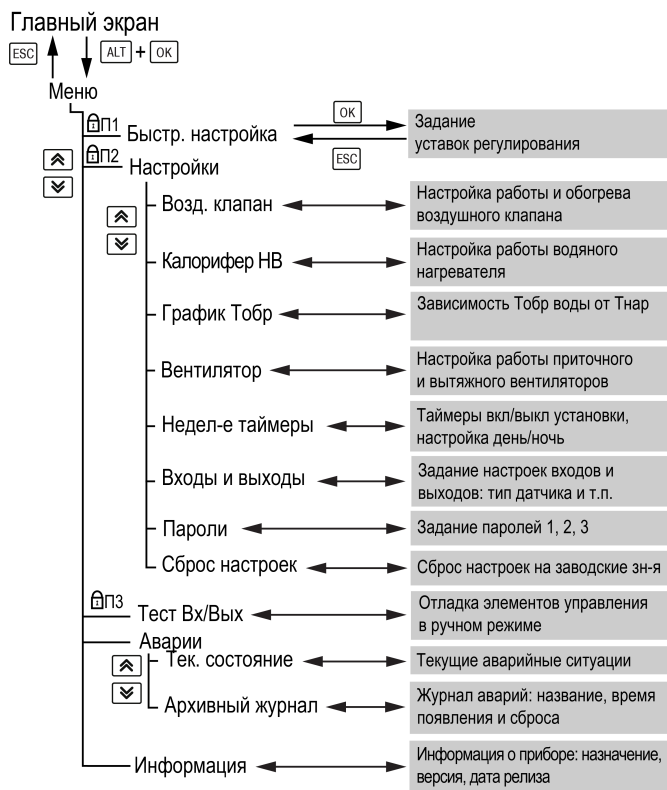 Главный экран
ESC ALT + OK
Меню
П1 Быстр. настройка
OK
ESC
Задание
уставок регулирования
П2 Настройки
Возд. клапан
Настройка работы и обогрева
воздушного клапана
Калорифер НВ
Настройка работы водяного
нагревателя
График Тобр
Зависимость Тобр воды от Тнар
Вентилятор
Настройка работы приточного
и вытяжного вентиляторов
Недел-е таймеры
Таймеры вкл/выкл установки,
настройка день/ночь
Входы и выходы
Задание настроек входов и
выходов: тип датчика и т.п.
Пароли
Задание паролей 1, 2, 3
Сброс настроек
Сброс настроек на заводские зн-я
П3 Тест Вх/Вых
Отладка элементов управления
в ручном режиме
Аварии
Тек. состояние
Текущие аварийные ситуации
Архивный журнал
Журнал аварий: название, время
появления и сброса
Информация
Информация о приборе: назначение,
версия, дата релиза